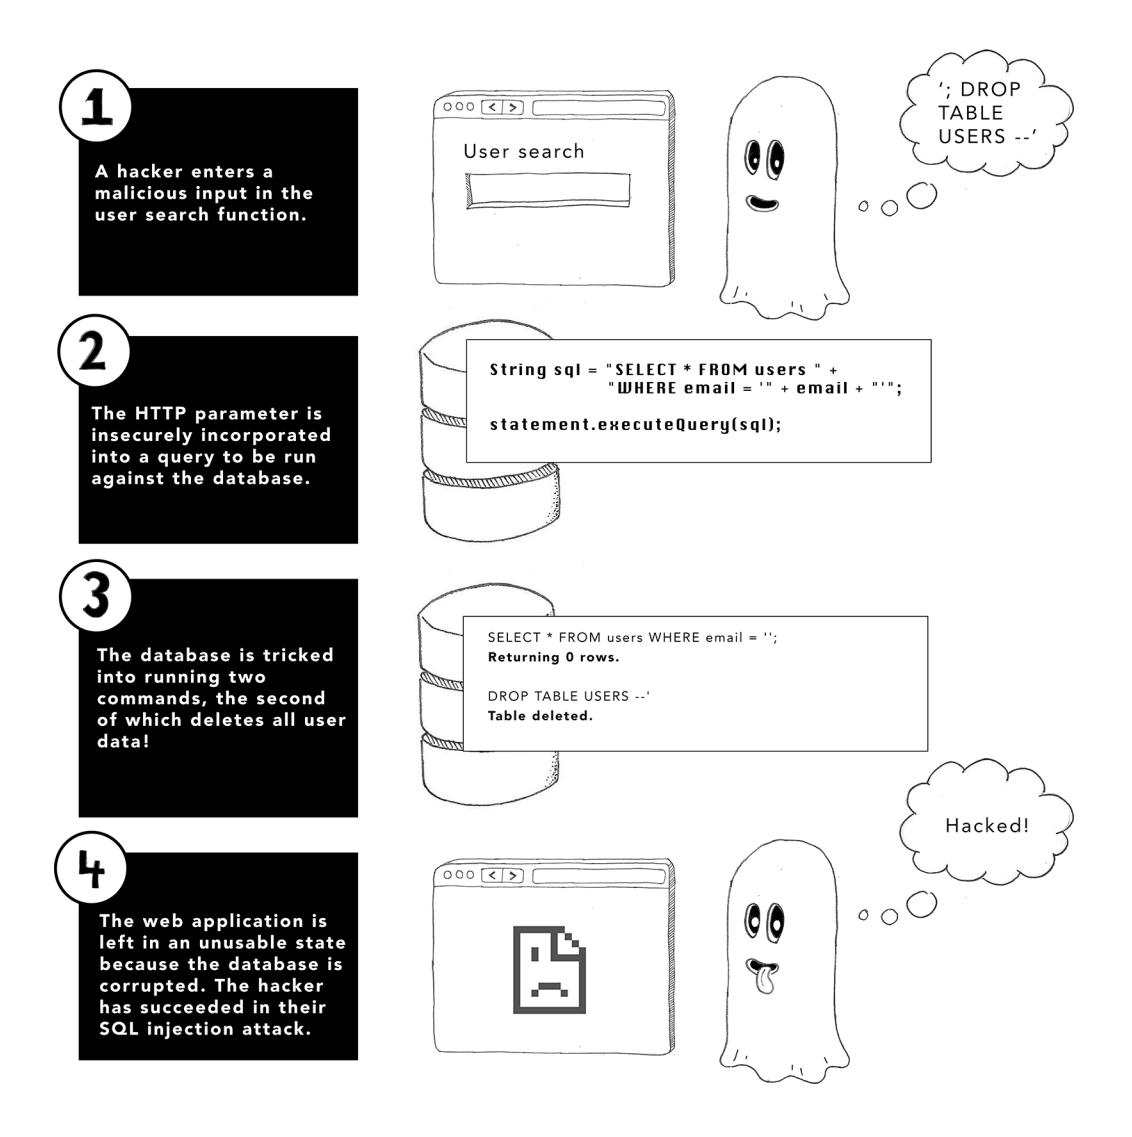 1
A hacker enters a
malicious input in the
user search function.
User search
‘; DROP
TABLE
USERS --’
2
The HTTP parameter is
insecurely incorporated
into a query to be run
against the database.
String sql = "SELECT * FROM users " +
"WHERE email = '" + email + "'";
statement.executeQuery(sql);
3
The database is tricked
into running two
commands, the second
of which deletes all user
data!
SELECT * FROM users WHERE email = '';
Returning 0 rows.
DROP TABLE USERS --'
Table deleted.
4
The web application is
left in an unusable state
because the database is
corrupted. The hacker
has succeeded in their
SQL injection attack.
Hacked!